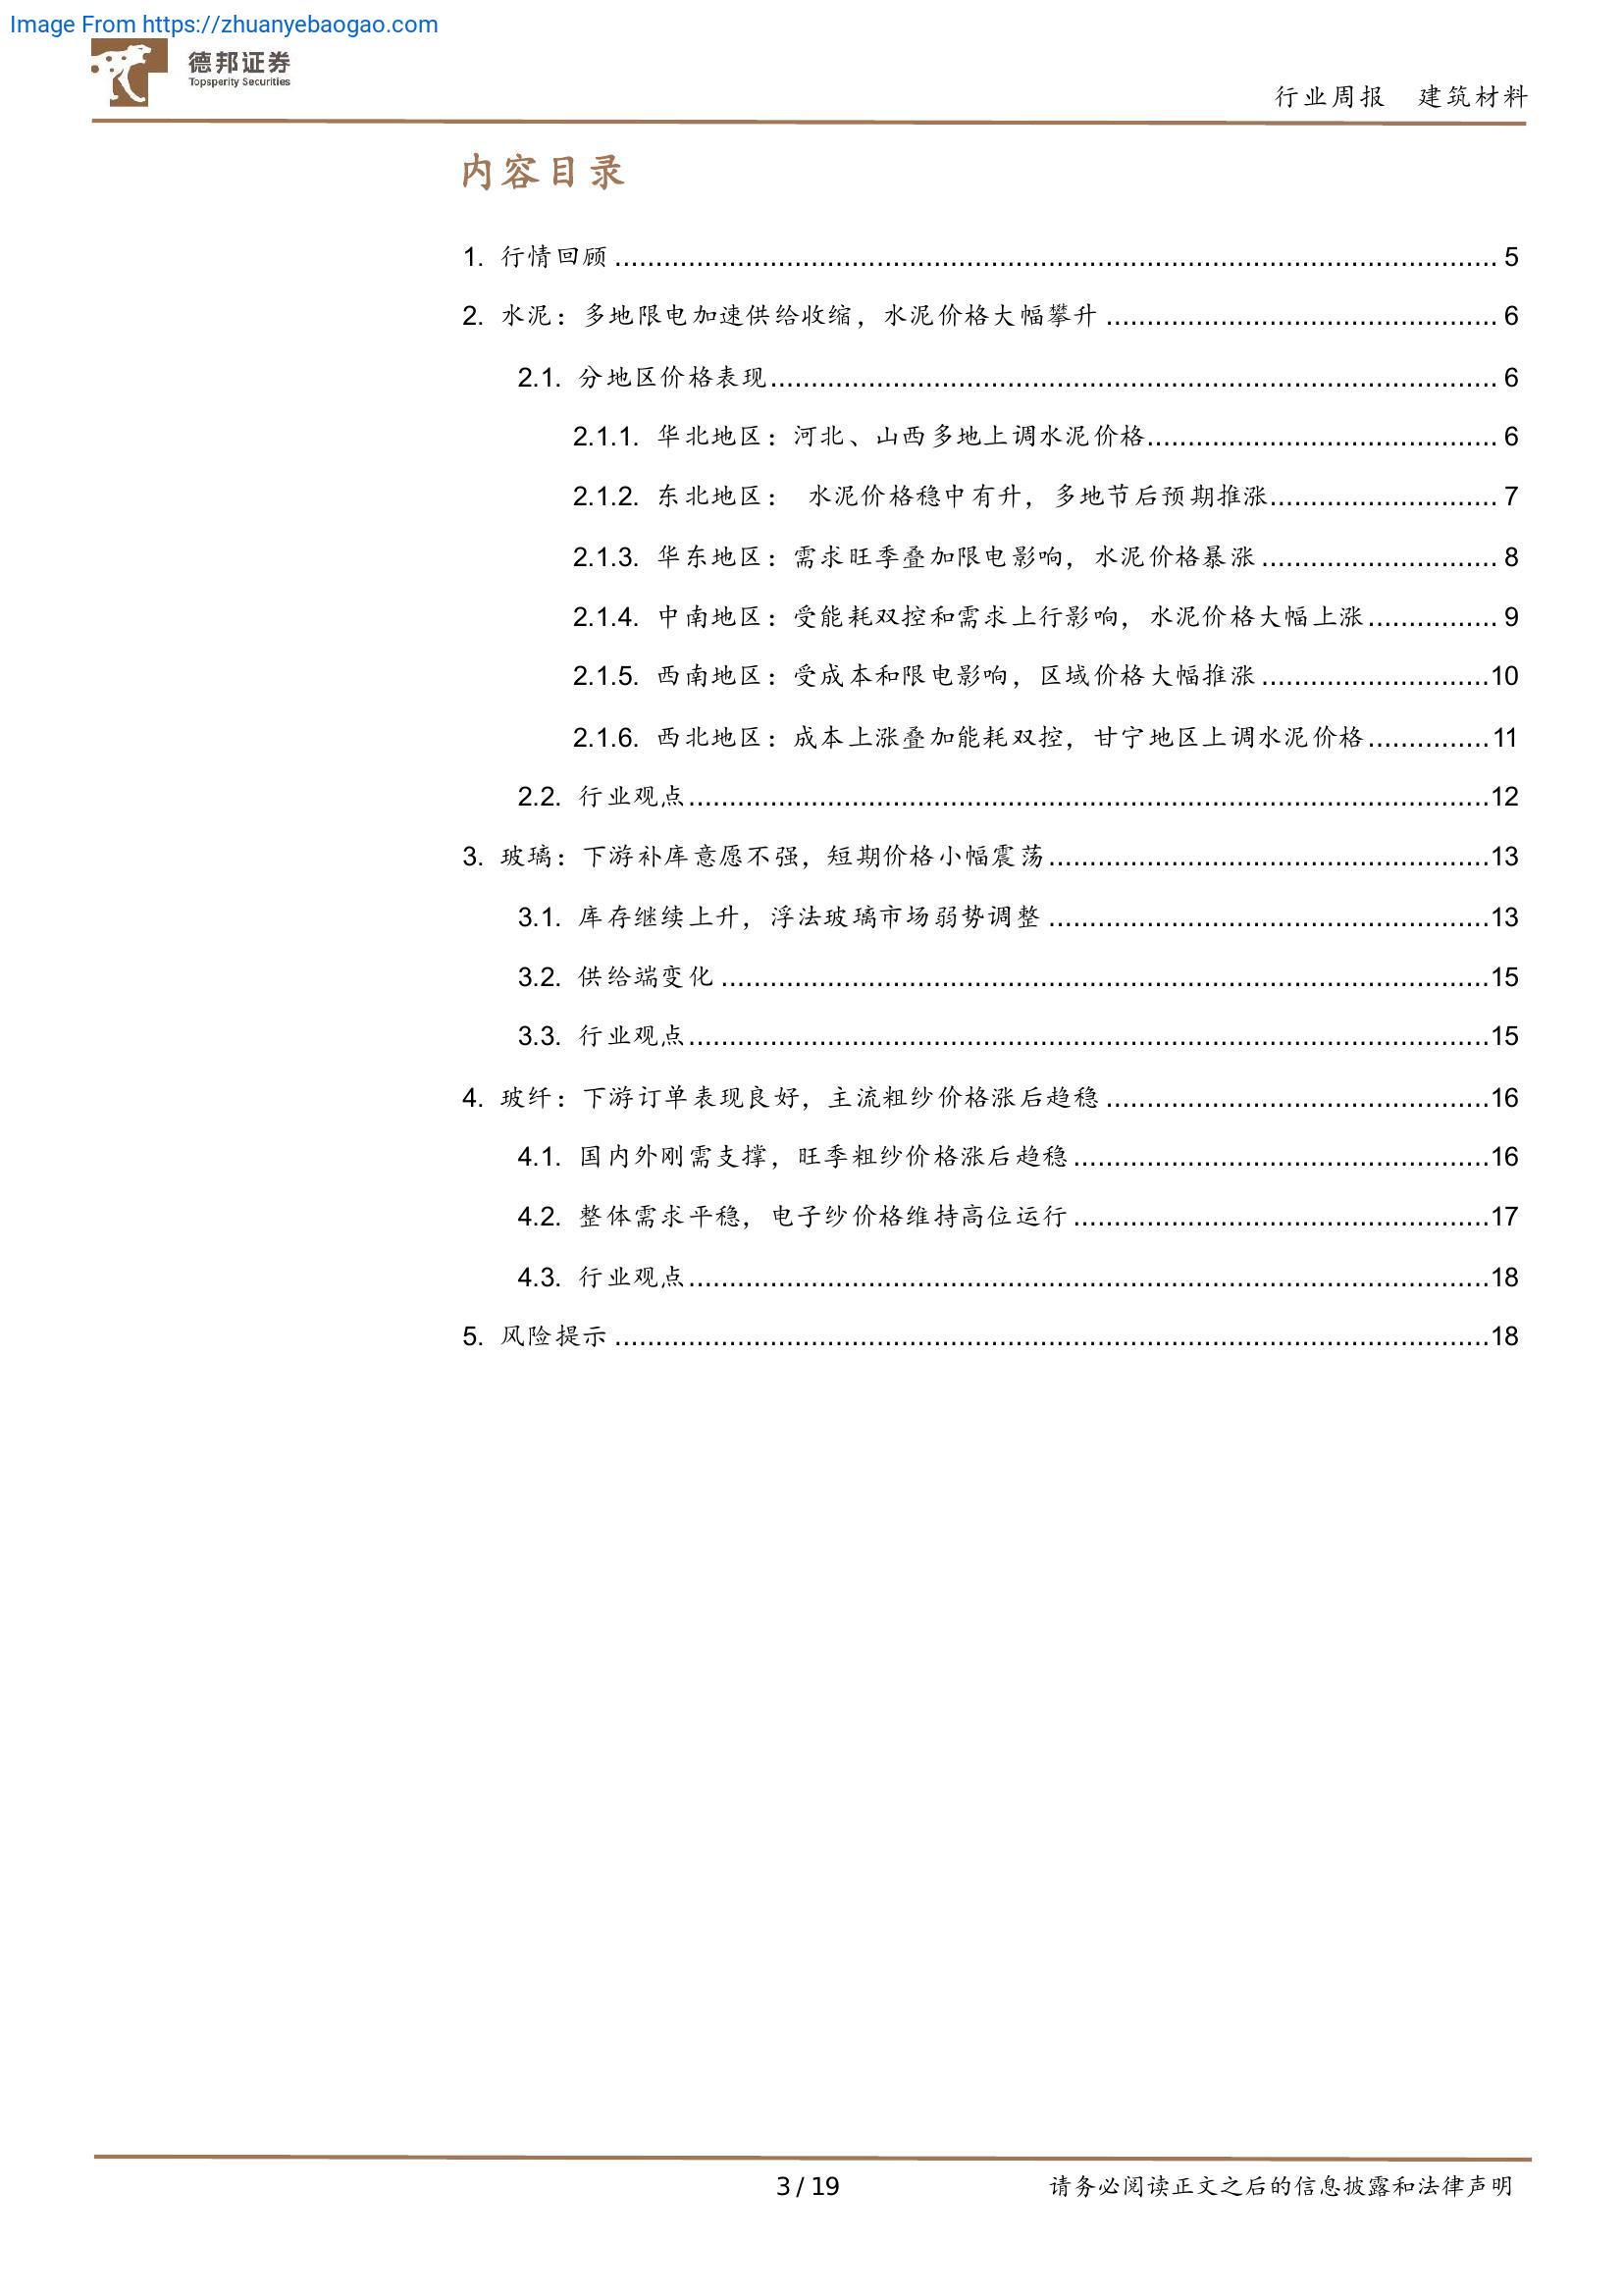 Image From https://zhuanyebaogao.com
德邦证券
Topsperity Securities
行业周报 建筑材料
内容目录
1. 行情回顾 ........................................................................................................... 5
2. 水泥：多地限电加速供给收缩，水泥价格大幅攀升 ................................................ 6
2.1. 分地区价格表现......................................................................................... 6
2.1.1. 华北地区：河北、山西多地上调水泥价格........................................... 6
2.1.2. 东北地区： 水泥价格稳中有升，多地节后预期推涨............................ 7
2.1.3. 华东地区：需求旺季叠加限电影响，水泥价格暴涨 ............................. 8
2.1.4. 中南地区：受能耗双控和需求上行影响，水泥价格大幅上涨................ 9
2.1.5. 西南地区：受成本和限电影响，区域价格大幅推涨 ............................10
2.1.6. 西北地区：成本上涨叠加能耗双控，甘宁地区上调水泥价格...............11
2.2. 行业观点..................................................................................................12
3. 玻璃：下游补库意愿不强，短期价格小幅震荡......................................................13
3.1. 库存继续上升，浮法玻璃市场弱势调整 ......................................................13
3.2. 供给端变化 ..............................................................................................15
3.3. 行业观点..................................................................................................15
4. 玻纤：下游订单表现良好，主流粗纱价格涨后趋稳 ...............................................16
4.1. 国内外刚需支撑，旺季粗纱价格涨后趋稳...................................................16
4.2. 整体需求平稳，电子纱价格维持高位运行...................................................17
4.3. 行业观点..................................................................................................18
5. 风险提示 ...........................................................................................................18
3 / 19 请务必阅读正文之后的信息披露和法律声明